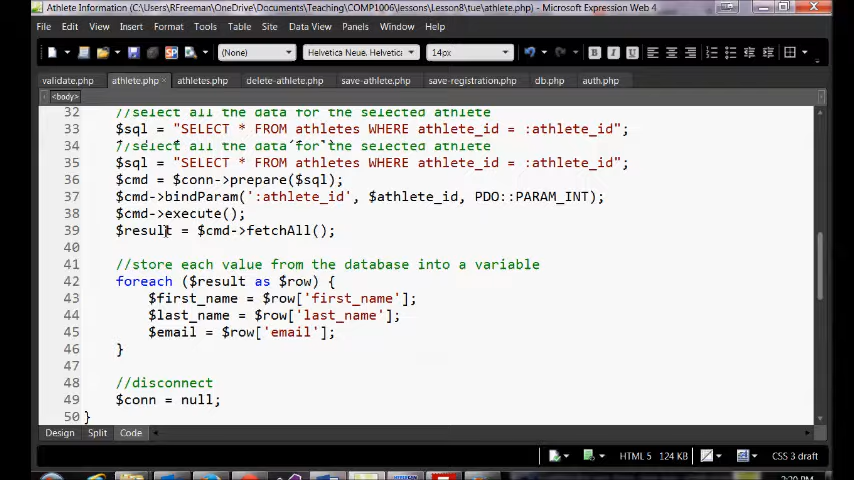 Athlete Information (C:\Users\RFreeman\OneDrive\Documents\Teaching\COMP1006\lessons\Lesson8\tue\athlete.php) - Microsoft Expression Web 4
File Edit View Insert Format Tools Table Site Data View Panels Window Help
(None) Helvetica Neue, Helvetica 14px B I U
validate.php athlete.php × athletes.php delete-athlete.php save-athlete.php save-registration.php db.php auth.php
<body>
32 //select all the data for the selected athlete
33 $sql = "SELECT * FROM athletes WHERE athlete_id = :athlete_id";
34 //select all the data for the selected athlete
35 $sql = "SELECT * FROM athletes WHERE athlete_id = :athlete_id";
36 $cmd = $conn->prepare($sql);
37 $cmd->bindParam(':athlete_id', $athlete_id, PDO::PARAM_INT);
38 $cmd->execute();
39 $result = $cmd->fetchAll();
40
41 //store each value from the database into a variable
42 foreach ($result as $row) {
43 $first_name = $row['first_name'];
44 $last_name = $row['last_name'];
45 $email = $row['email'];
46 }
47
48 //disconnect
49 $conn = null;
50 }
Design Split Code
HTML 5 124 KB CSS 3 draft